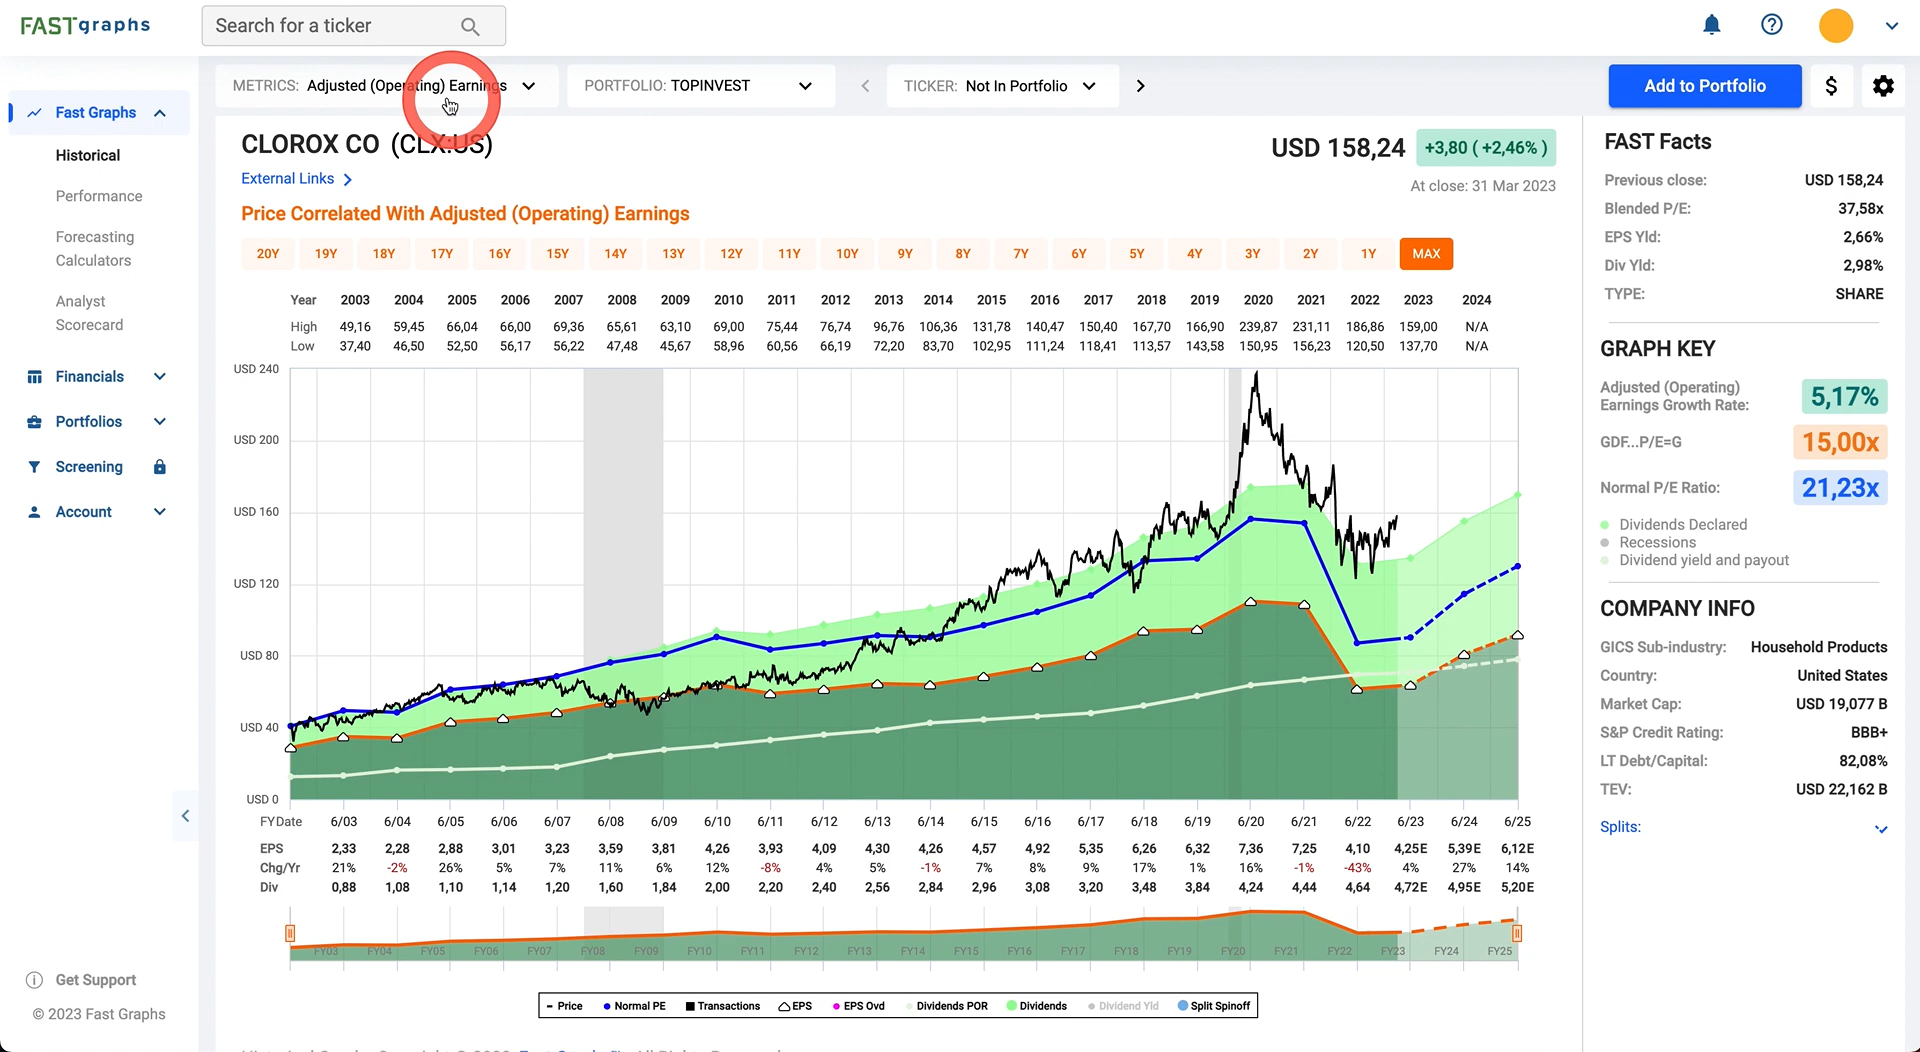 FASTgraphs
Search for a ticker
METRICS: Adjusted (Operating) Earnings
PORTFOLIO: TOPINVEST
TICKER: Not In Portfolio
Add to Portfolio
$
Fast Graphs
Historical
Performance
Forecasting
Calculators
Analyst
Scorecard
Financials
Portfolios
Screening
Account
Get Support
© 2023 Fast Graphs
CLOROX CO (CLX:US)
External Links
USD 158,24
+3,80 ( +2,46% )
At close: 31 Mar 2023
Price Correlated With Adjusted (Operating) Earnings
20Y 19Y 18Y 17Y 16Y 15Y 14Y 13Y 12Y 11Y 10Y 9Y 8Y 7Y 6Y 5Y 4Y 3Y 2Y 1Y MAX
Year 2003 2004 2005 2006 2007 2008 2009 2010 2011 2012 2013 2014 2015 2016 2017 2018 2019 2020 2021 2022 2023 2024
High 49,16 59,45 66,04 66,00 69,36 65,61 63,10 69,00 75,44 76,74 96,76 106,36 131,78 140,47 150,40 167,70 166,90 239,87 231,11 186,86 159,00 N/A
Low 37,40 46,50 52,50 56,17 56,22 47,48 45,67 58,96 60,56 66,19 72,20 83,70 102,95 111,24 118,41 113,57 143,58 150,95 156,23 120,50 137,70 N/A
USD 240
USD 200
USD 160
USD 120
USD 80
USD 40
USD 0
FYDate 6/03 6/04 6/05 6/06 6/07 6/08 6/09 6/10 6/11 6/12 6/13 6/14 6/15 6/16 6/17 6/18 6/19 6/20 6/21 6/22 6/23 6/24 6/25
EPS 2,33 2,28 2,88 3,01 3,23 3,59 3,81 4,26 3,93 4,09 4,30 4,26 4,57 4,92 5,35 6,26 6,32 7,36 7,25 4,10 4,25E 5,39E 6,12E
Chg/Yr 21% -2% 26% 5% 7% 11% 6% 12% -8% 4% 5% -1% 7% 8% 9% 17% 1% 16% -1% -43% 4% 27% 14%
Div 0,88 1,08 1,10 1,14 1,20 1,60 1,84 2,00 2,20 2,40 2,56 2,84 2,96 3,08 3,20 3,48 3,84 4,24 4,44 4,64 4,72E 4,95E 5,20E
FY03 FY04 FY05 FY06 FY07 FY08 FY09 FY10 FY11 FY12 FY13 FY14 FY15 FY16 FY17 FY18 FY19 FY20 FY21 FY22 FY23 FY24 FY25
Price Normal PE Transactions EPS EPS Ovd Dividends POR Dividends Dividend Yld Split Spinoff
FAST Facts
Previous close: USD 158,24
Blended P/E: 37,58x
EPS Yld: 2,66%
Div Yld: 2,98%
TYPE: SHARE
GRAPH KEY
Adjusted (Operating)
Earnings Growth Rate: 5,17%
GDF...P/E=G 15,00x
Normal P/E Ratio: 21,23x
Dividends Declared
Recessions
Dividend yield and payout
COMPANY INFO
GICS Sub-industry: Household Products
Country: United States
Market Cap: USD 19,077 B
S&P Credit Rating: BBB+
LT Debt/Capital: 82,08%
TEV: USD 22,162 B
Splits: